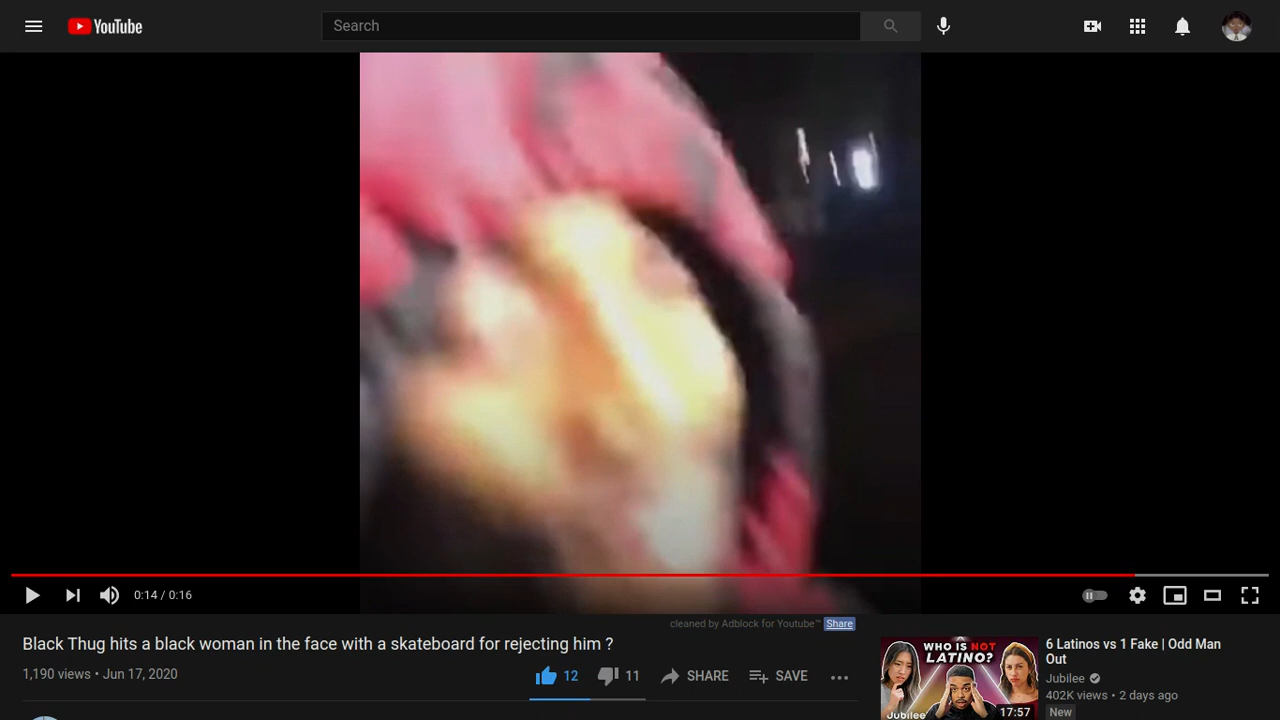 YouTube
Search
0:14 / 0:16
cleaned by Adblock for Youtube™ Share
Black Thug hits a black woman in the face with a skateboard for rejecting him ?
1,190 views • Jun 17, 2020
12
11
SHARE
SAVE
WHO IS NOT
LATINO?
Jubilee
17:57
6 Latinos vs 1 Fake | Odd Man
Out
Jubilee
402K views • 2 days ago
New